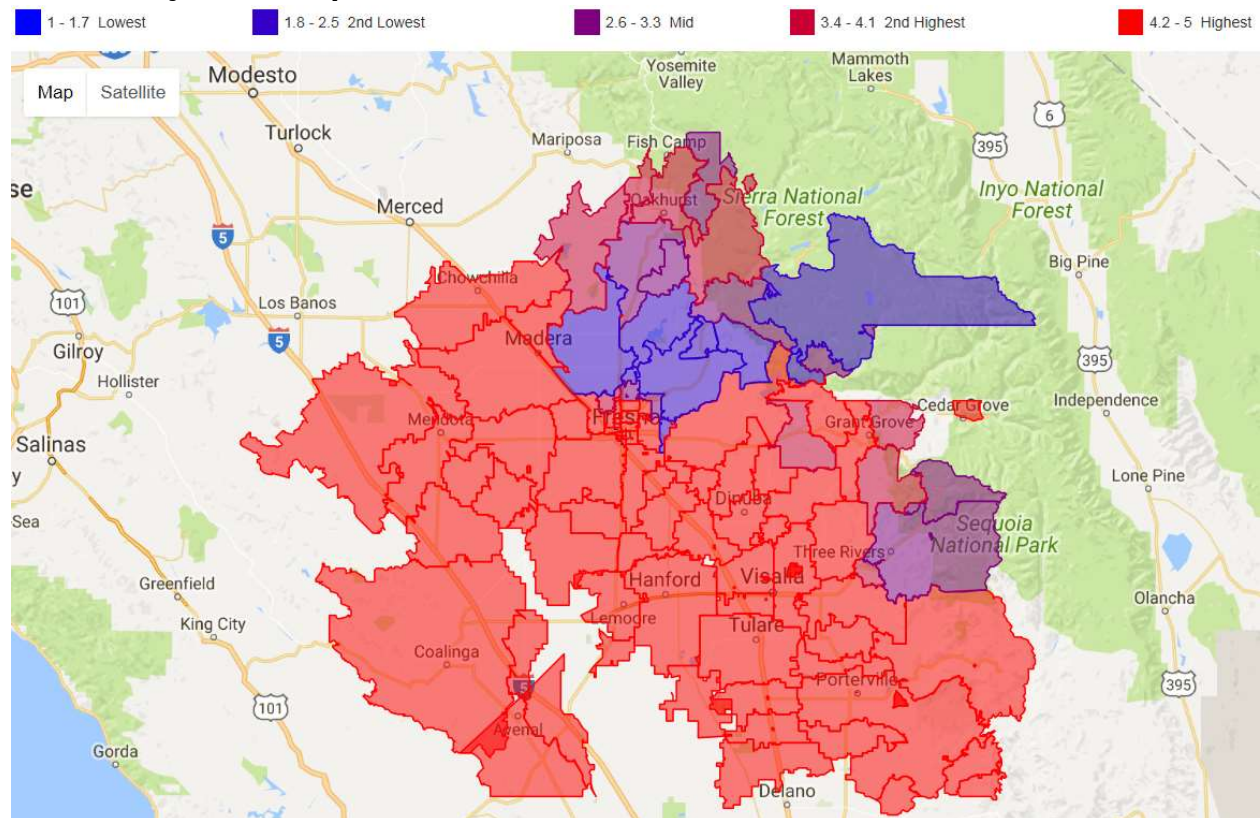 1 - 1.7 Lowest
1.8 - 2.5 2nd Lowest
2.6 - 3.3 Mid
3.4 - 4.1 2nd Highest
4.2 - 5 Highest
Map
Satellite
Modesto
Yosemite
Valley
Mammoth
Lakes
6
Turlock
Mariposa
Fish Camp
395
se
Merced
Oakhurst
Sierra National
Forest
Inyo National
Forest
5
Big Pine
Chowchilla
101
Los Banos
5
Gilroy
Madera
395
Hollister
Independence
Cedar Grove
Mendota
Fresno
Grant Grove
Salinas
y
Lone Pine
Dinuba
Sea
Sequoia
National Park
Three Rivers
Greenfield
Hanford
Visalia
Olancha
King City
Lemoore
Tulare
Coalinga
Porterville
5
395
101
Avenal
Gorda
Delano